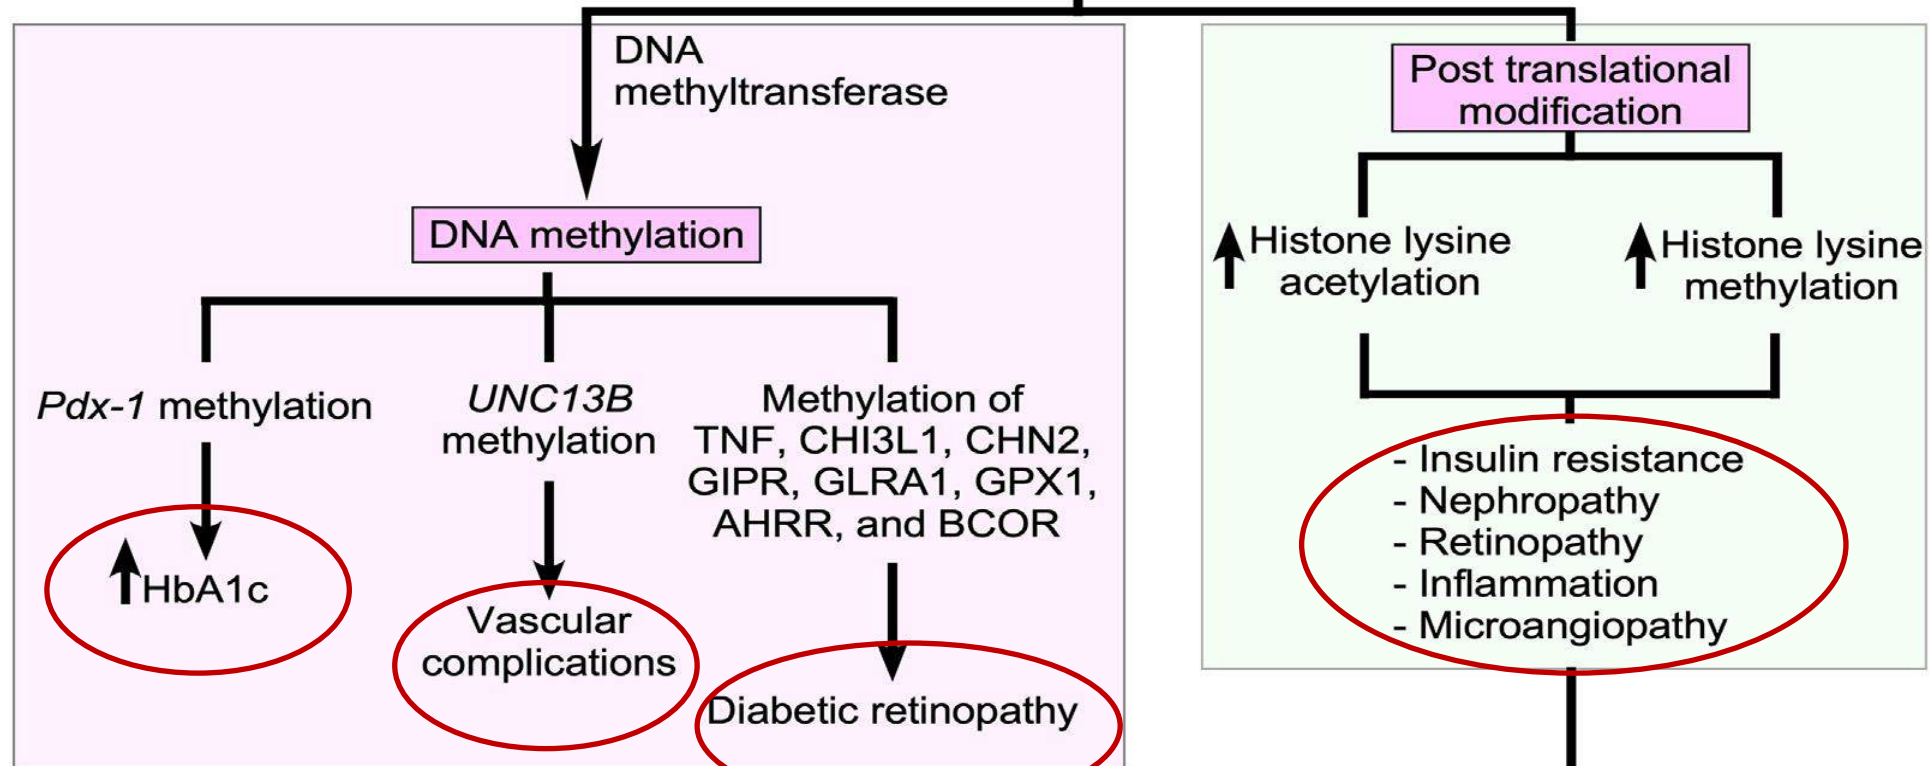 DNA
methyltransferase
DNA methylation
Pdx-1 methylation
HbA1c
UNC13B
methylation
Vascular
complications
Methylation of
TNF, CHI3L1, CHN2,
GIPR, GLRA1, GPX1,
AHRR, and BCOR
Diabetic retinopathy
Post translational
modification
Histone lysine
acetylation
Histone lysine
methylation
- Insulin resistance
- Nephropathy
- Retinopathy
- Inflammation
- Microangiopathy